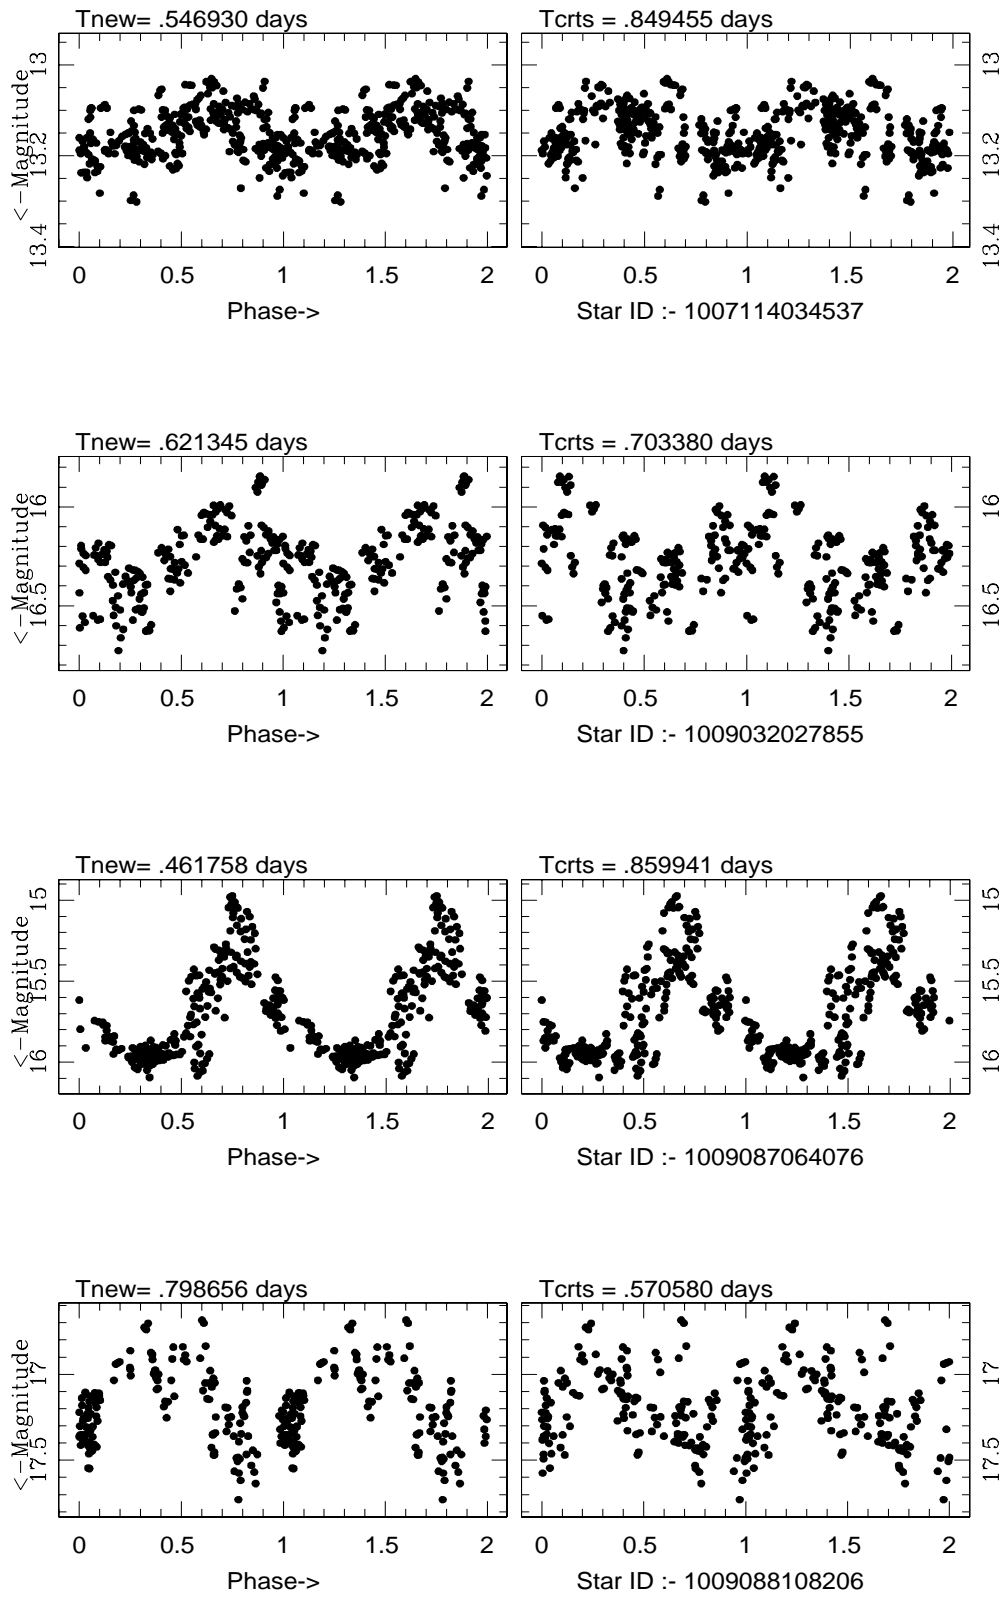 Tnew= .546930 days Tcrts = .849455 days
<-Magnitude
13 13.2 13.4
13 13.2 13.4
0 0.5 1 1.5 2 0 0.5 1 1.5 2
Phase-> Star ID :- 1007114034537
Tnew= .621345 days Tcrts = .703380 days
<-Magnitude
16 16.5
16 16.5
0 0.5 1 1.5 2 0 0.5 1 1.5 2
Phase-> Star ID :- 1009032027855
Tnew= .461758 days Tcrts = .859941 days
<-Magnitude
15 15.5 16
15 15.5 16
0 0.5 1 1.5 2 0 0.5 1 1.5 2
Phase-> Star ID :- 1009087064076
Tnew= .798656 days Tcrts = .570580 days
<-Magnitude
17 17.5
17 17.5
0 0.5 1 1.5 2 0 0.5 1 1.5 2
Phase-> Star ID :- 1009088108206